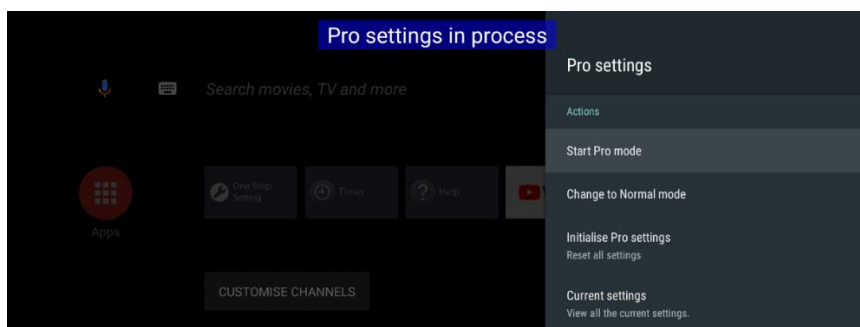 Pro settings in process
Search movies, TV and more
One Step
Setting
Timer
Help
Apps
CUSTOMISE CHANNELS
Pro settings
Actions
Start Pro mode
Change to Normal mode
Initialise Pro settings
Reset all settings
Current settings
View all the current settings.